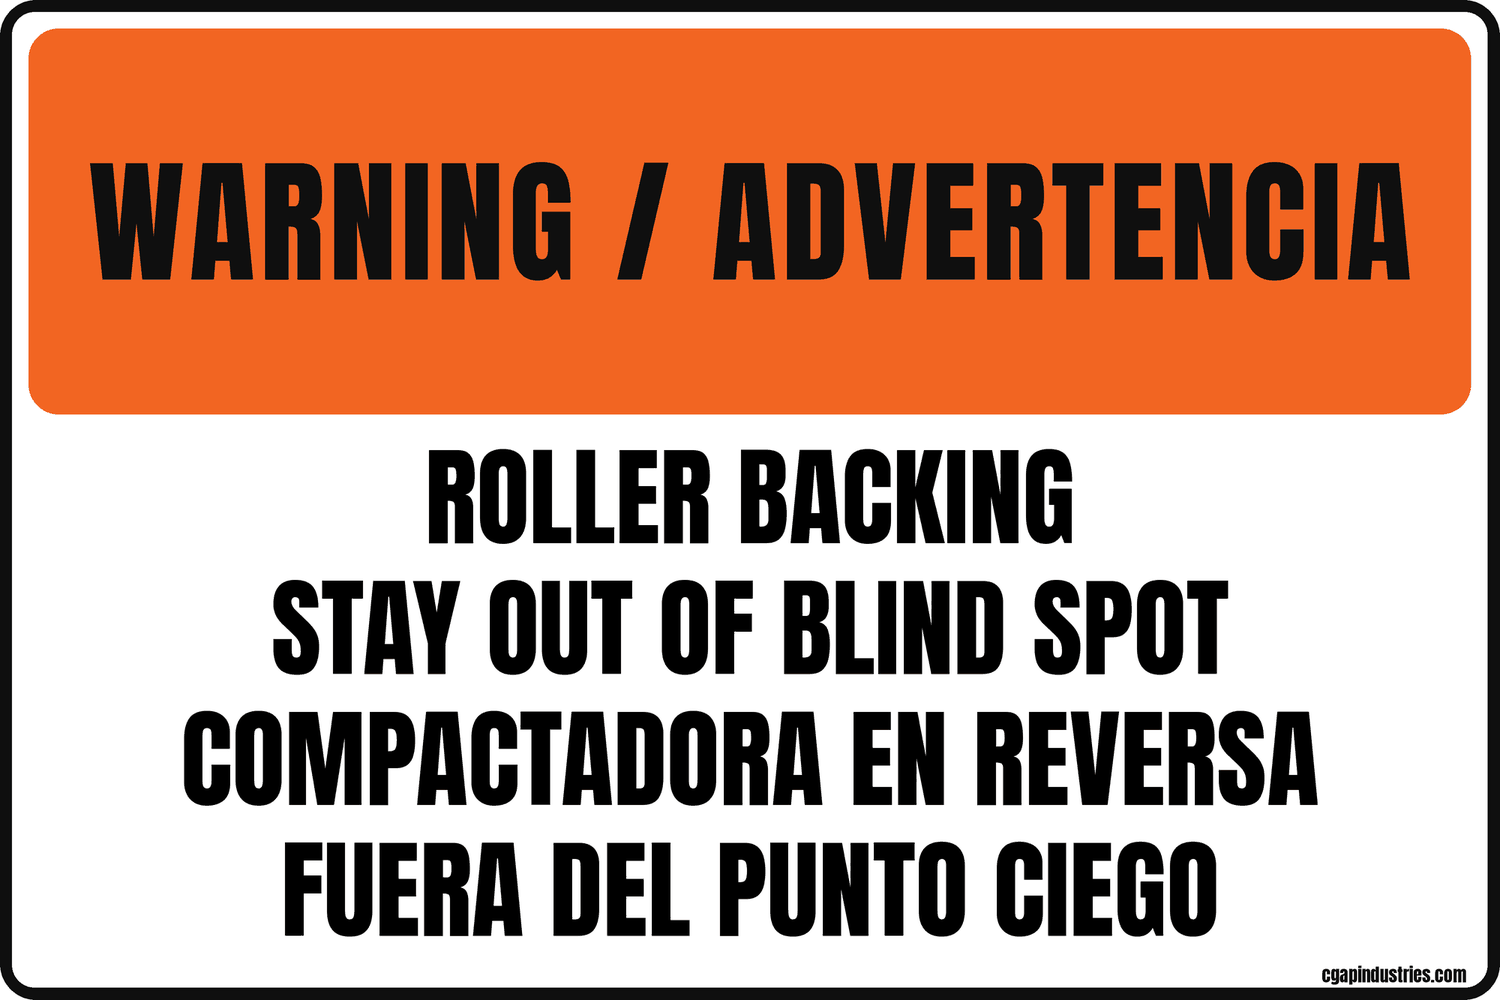 WARNING / ADVERTENCIA
ROLLER BACKING
STAY OUT OF BLIND SPOT
COMPACTADORA EN REVERSA
FUERA DEL PUNTO CIEGO
cgapindustries.com